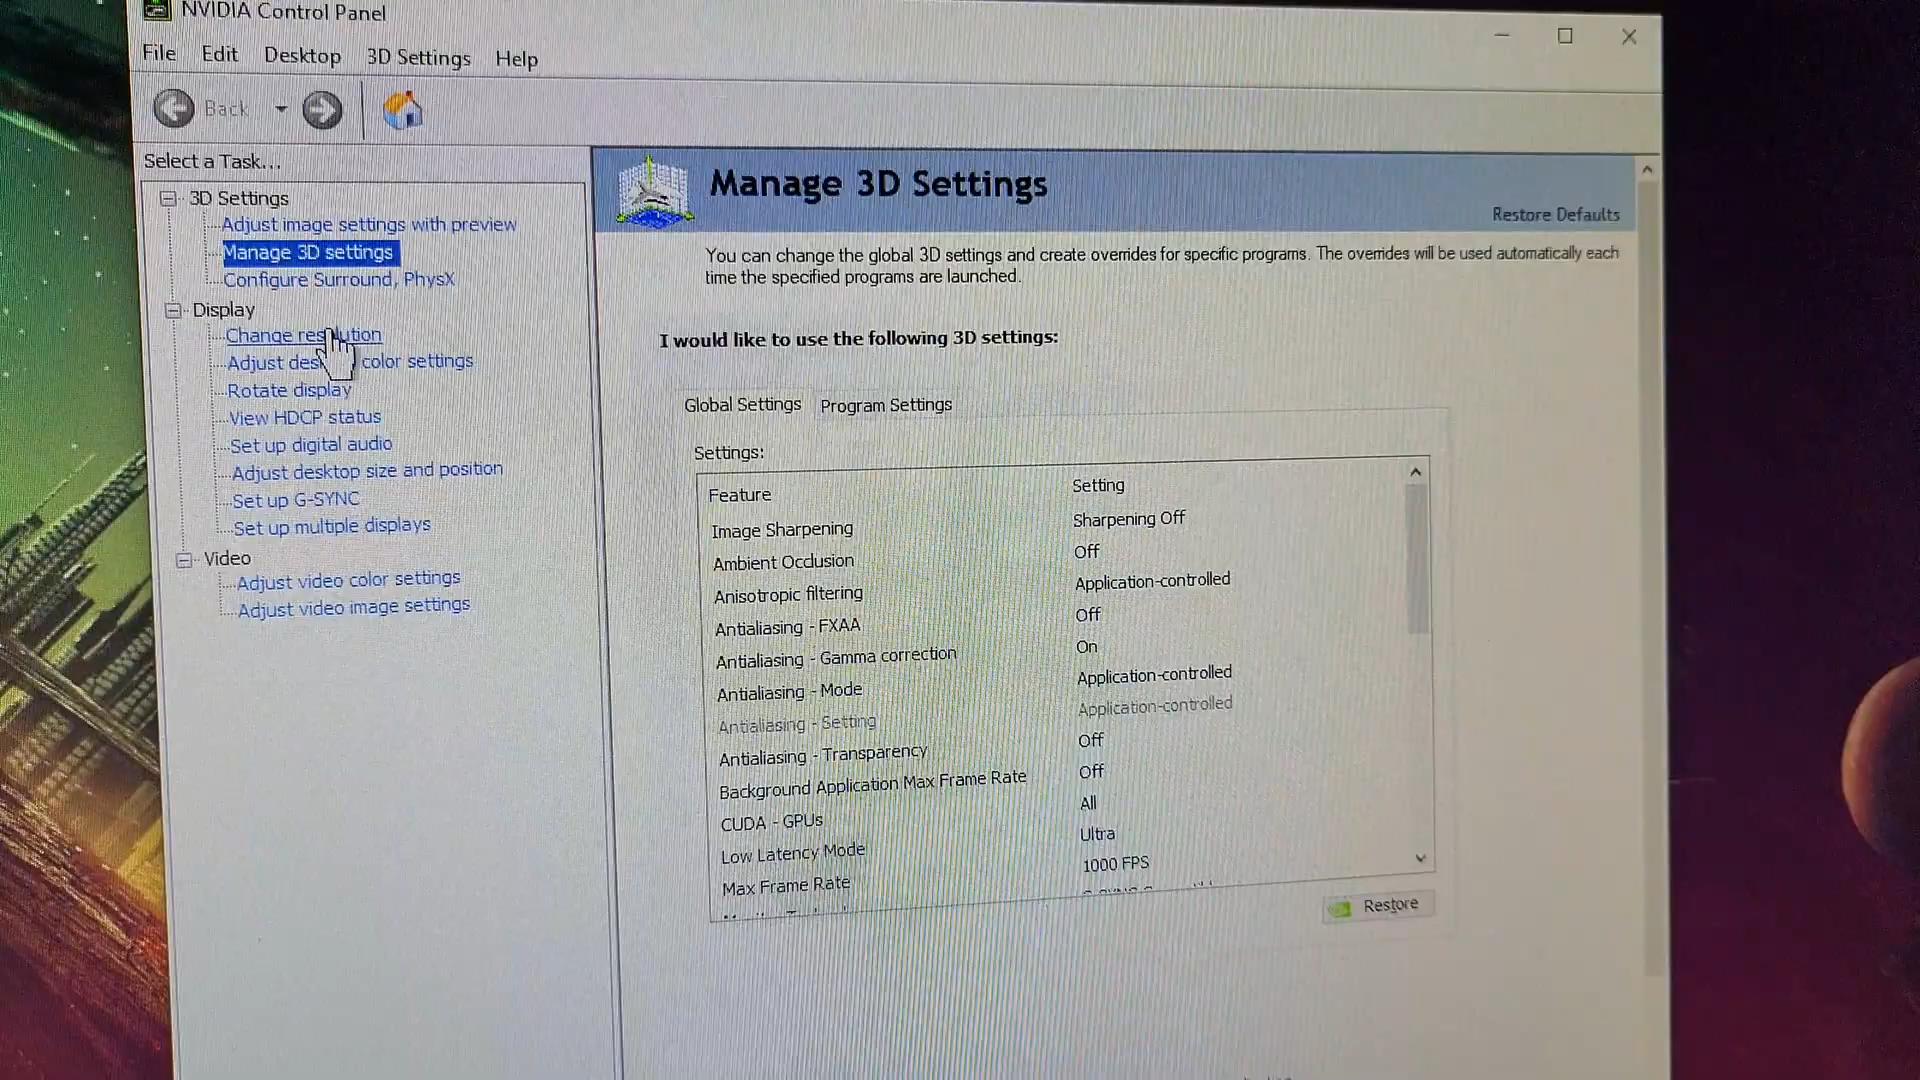 NVIDIA Control Panel
File Edit Desktop 3D Settings Help
Back
Select a Task...
3D Settings
Adjust image settings with preview
Manage 3D settings
Configure Surround, PhysX
Display
Change resolution
Adjust color settings
Rotate display
View HDCP status
Set up digital audio
Adjust desktop size and position
Set up G-SYNC
Set up multiple displays
Video
Adjust video color settings
Adjust video image settings
Manage 3D Settings
Restore Defaults
You can change the global 3D settings and create overrides for specific programs. The overrides will be used automatically each
time the specified programs are launched.
I would like to use the following 3D settings:
Global Settings Program Settings
Settings:
Feature Setting
Image Sharpening Sharpening Off
Ambient Occlusion Off
Anisotropic filtering Application-controlled
Antialiasing - FXAA Off
Antialiasing - Gamma correction On
Antialiasing - Mode Application-controlled
Antialiasing - Setting Application-controlled
Antialiasing - Transparency Off
Background Application Max Frame Rate Off
CUDA - GPUs All
Low Latency Mode Ultra
Max Frame Rate 1000 FPS
Restore